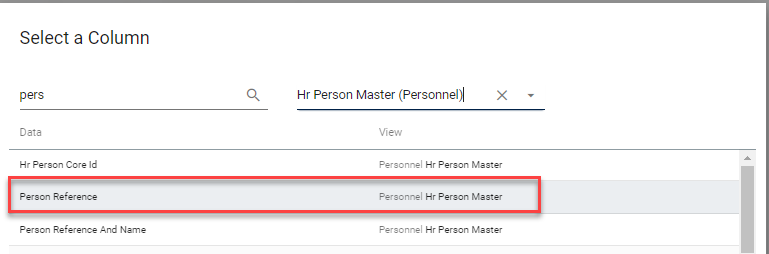 Select a Column
pers Hr Person Master (Personnel)
Data View
Hr Person Core Id Personnel Hr Person Master
Person Reference Personnel Hr Person Master
Person Reference And Name Personnel Hr Person Master